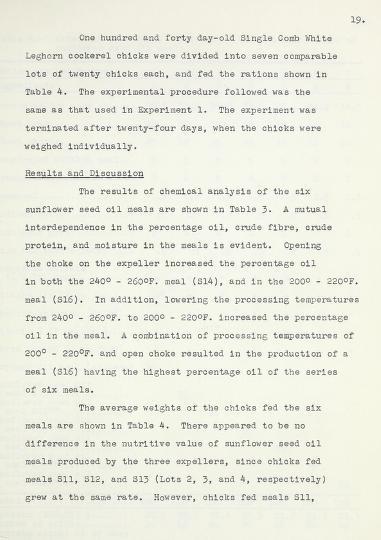 19.
One hundred and forty day-old Single Comb White
Leghorn cockerel chicks were divided into seven comparable
lots of twenty chicks each, and fed the rations shown in
Table 4. The experimental procedure followed was the
same as that used in Experiment 1. The experiment was
terminated after twenty-four days, when the chicks were
weighed individually.
Results and Discussion
The results of chemical analysis of the six
sunflower seed oil meals are shown in Table 3. A mutual
interdependence in the percentage oil, crude fibre, crude
protein, and moisture in the meals is evident. Opening
the choke on the expeller increased the percentage oil
in both the 240° - 260°F. meal (S14), and in the 200° - 220°F.
meal (S16). In addition, lowering the processing temperatures
from 240° - 260°F. to 200° - 220°F. increased the percentage
oil in the meal. A combination of processing temperatures of
200° - 220°F. and open choke resulted in the production of a
meal (S16) having the highest percentage oil of the series
of six meals.
The average weights of the chicks fed the six
meals are shown in Table 4. There appeared to be no
difference in the nutritive value of sunflower seed oil
meals produced by the three expellers, since chicks fed
meals S11, S12, and S13 (Lots 2, 3, and 4, respectively)
grew at the same rate. However, chicks fed meals S11,